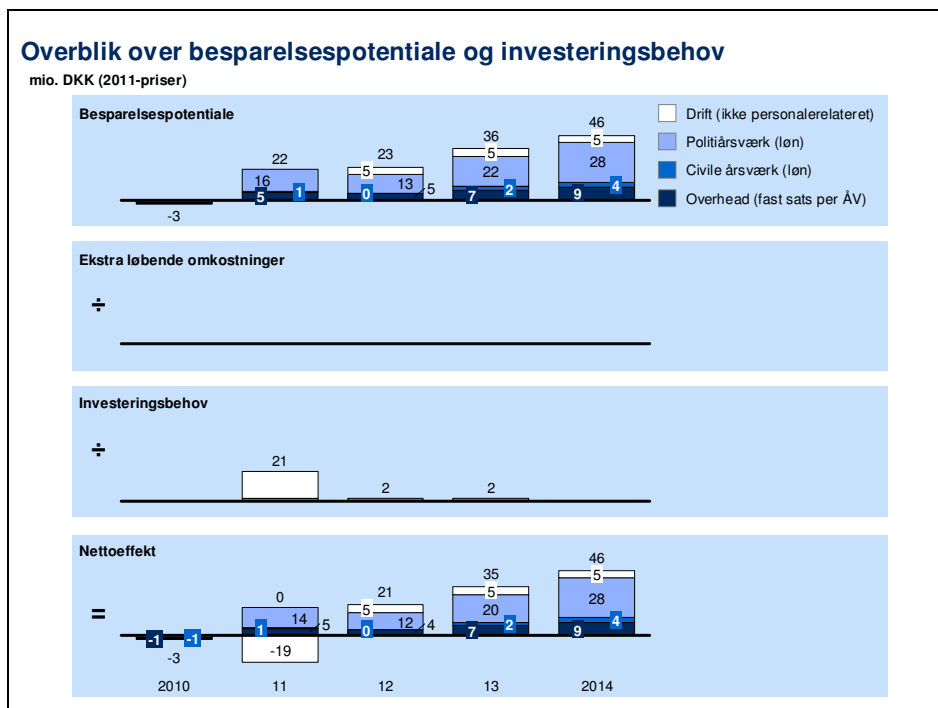 Overblik over besparelsespotentiale og investeringsbehov
mio. DKK (2011-priser)
Besparelsespotentiale
Drift (ikke personalerelateret)
Politiårsværk (løn)
Civile årsværk (løn)
Overhead (fast sats per ÅV)
22 23 36 46
5 5 5
16 13 5 22 28
5 1 0 7 2 9 4
-3
Ekstra løbende omkostninger
÷
Investeringsbehov
÷
21 2 2
Nettoeffekt
=
0 21 35 46
5 5 5
14 5 12 4 20 28
-1 -1 1 0 7 2 9 4
-3 -19
2010 11 12 13 2014